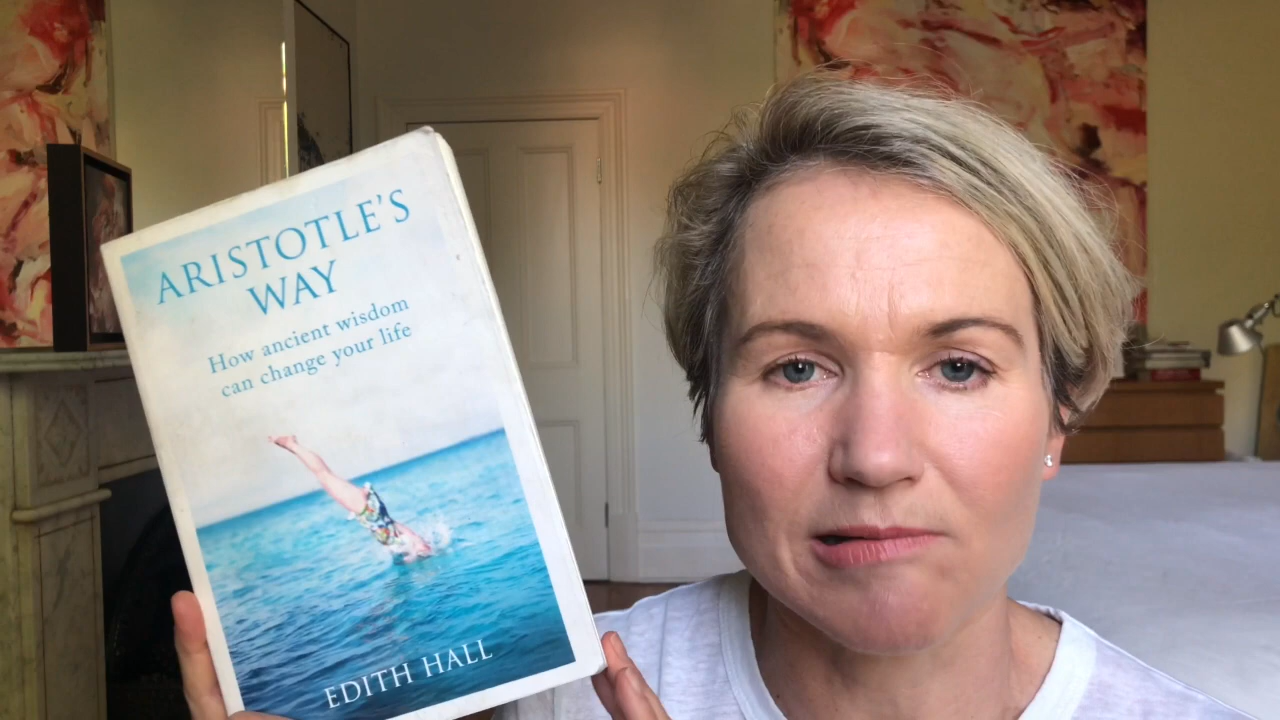 ARISTOTLE'S
WAY
How ancient wisdom
can change your life
EDITH HALL